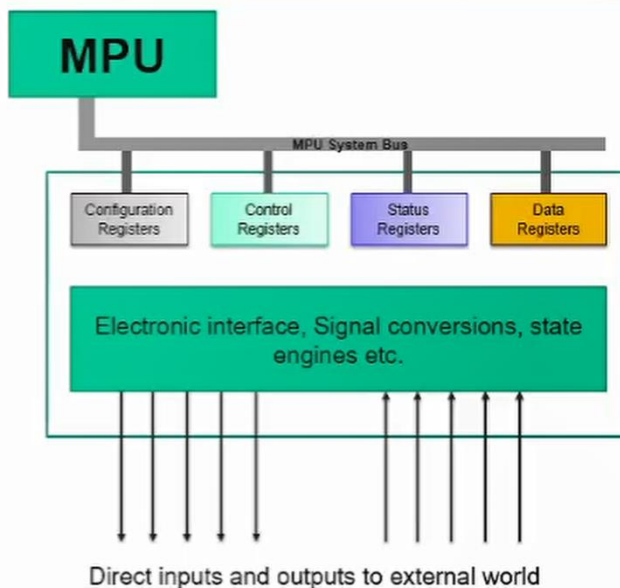 MPU
MPU System Bus
Configuration
Registers
Control
Registers
Status
Registers
Data
Registers
Electronic interface, Signal conversions, state
engines etc.
Direct inputs and outputs to external world